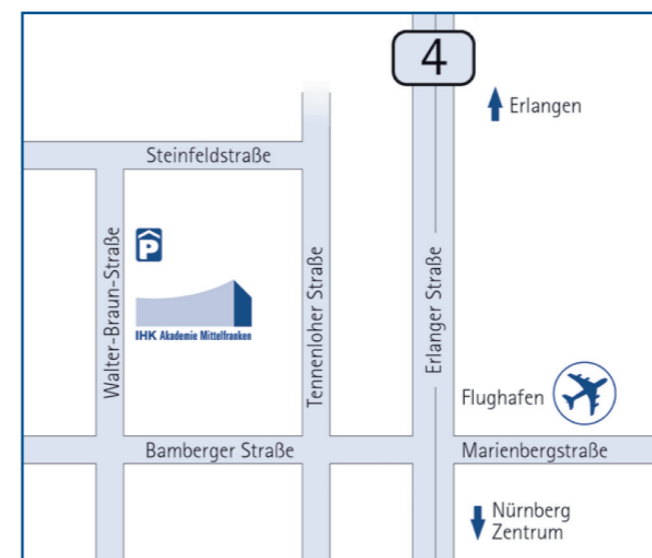 4
Erlangen
Steinfeldstraße
P
Walter-Braun-Straße
IHK Akademie Mittelfranken
Tennenloher Straße
Erlanger Straße
Flughafen
Bamberger Straße
Marienbergstraße
Nürnberg
Zentrum